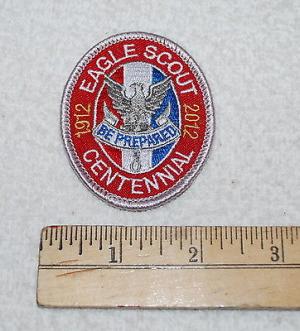 EAGLE SCOUT
1912
2012
BE PREPARED
CENTENNIAL
1 2 3